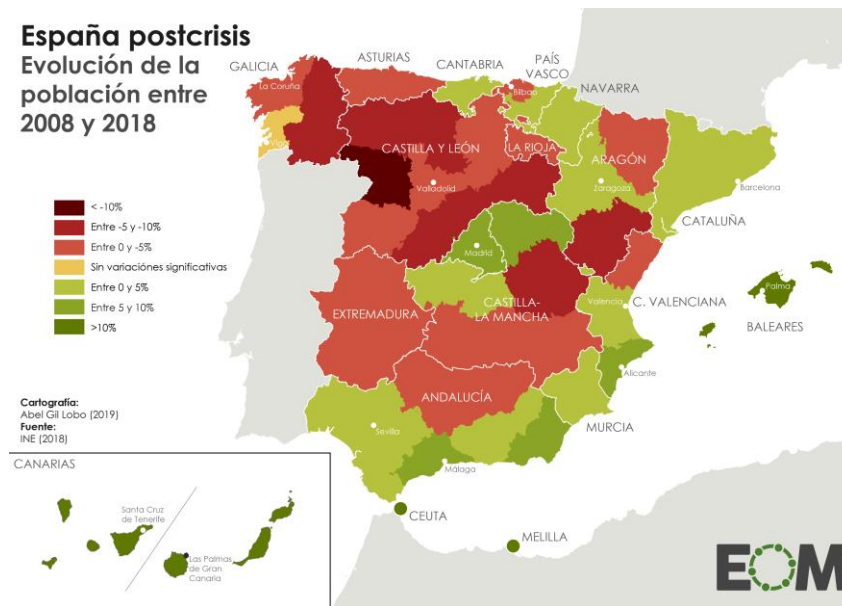 España postcrisis
Evolución de la
población entre
2008 y 2018
GALICIA
ASTURIAS
CANTABRIA
PAÍS
VASCO
NAVARRA
La Coruña
Bilbao
Vigo
CASTILLA Y LEÓN
LA RIOJA
ARAGÓN
Valladolid
Zaragoza
Barcelona
CATALUÑA
< -10%
Entre -5 y -10%
Entre 0 y -5%
Sin variaciónes significativas
Entre 0 y 5%
Entre 5 y 10%
>10%
Madrid
EXTREMADURA
CASTILLA-
LA MANCHA
Valencia
C. VALENCIANA
Palma
BALEARES
ANDALUCÍA
Alicante
MURCIA
Sevilla
Málaga
Cartografía:
Abel Gil Lobo (2019)
Fuente:
INE (2018)
CANARIAS
Santa Cruz
de Tenerife
Las Palmas
de Gran
Canaria
CEUTA
MELILLA
EOM